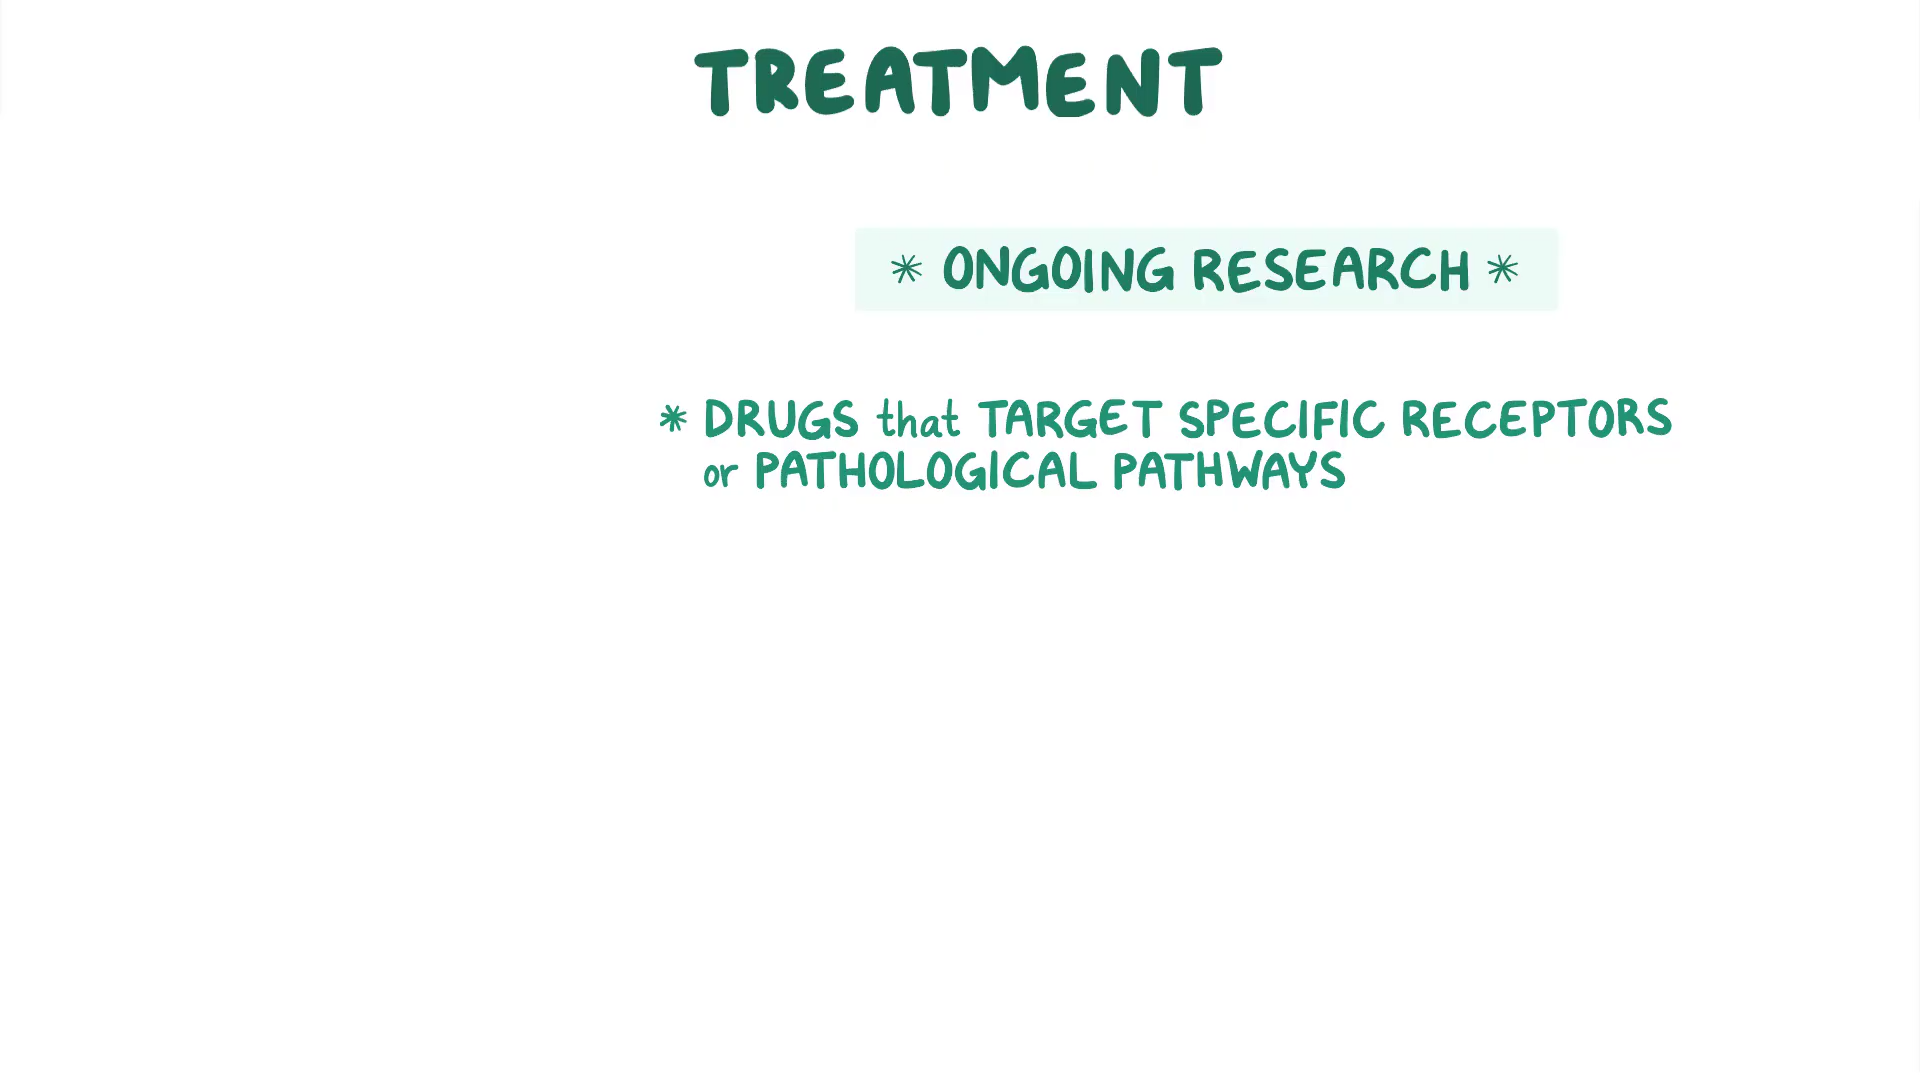 TREATMENT
* ONGOING RESEARCH *
* DRUGS that TARGET SPECIFIC RECEPTORS
or PATHOLOGICAL PATHWAYS